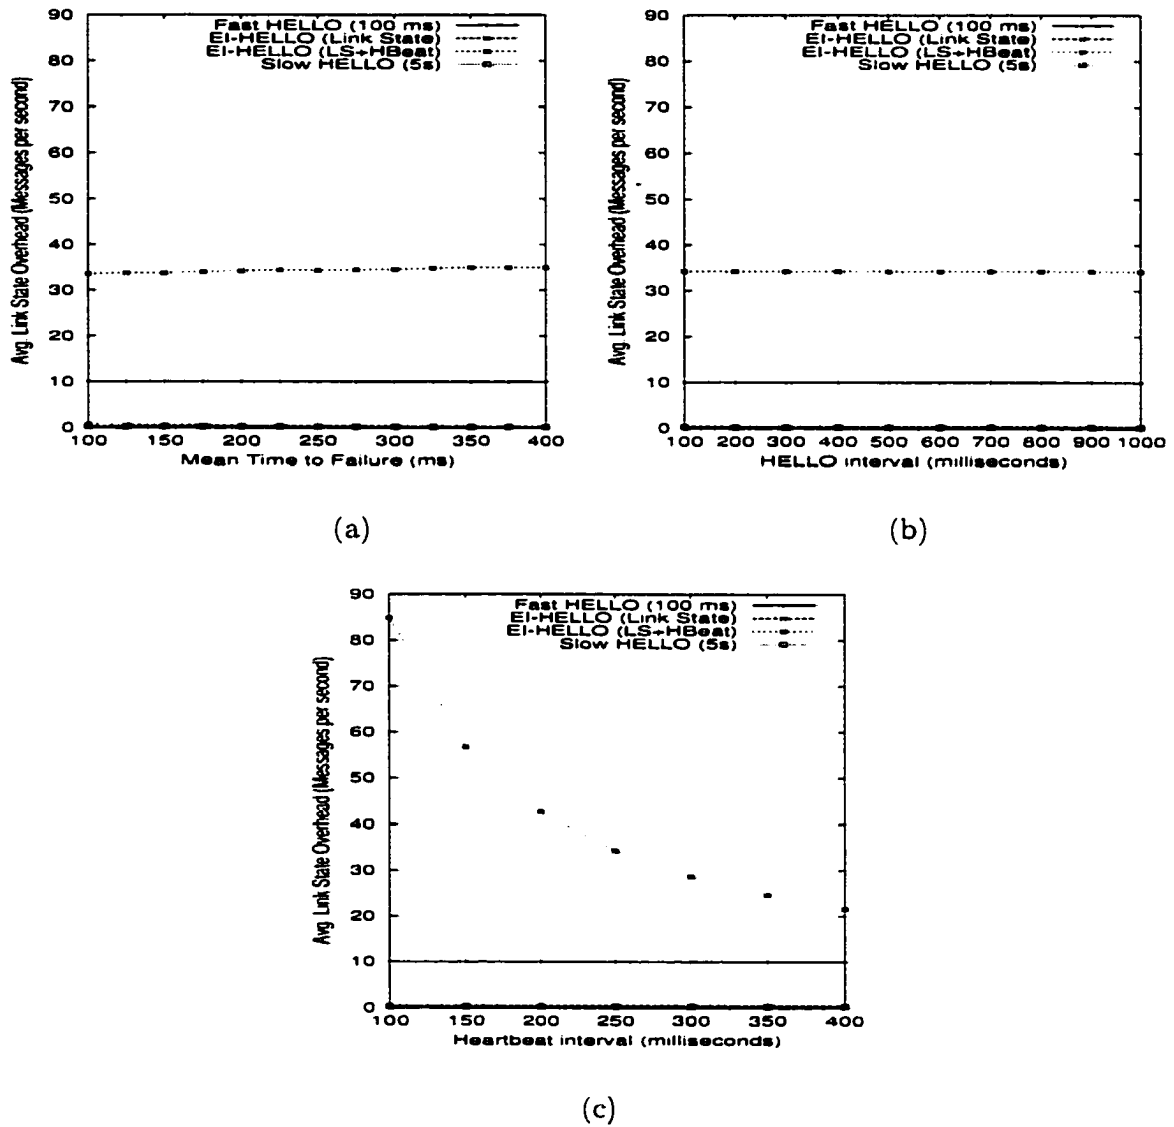 Fast HELLO (100 ms)
EI-HELLO (Link State)
EI-HELLO (LS+HBeat)
Slow HELLO (5s)
90
80
70
60
50
40
30
20
10
0
Avg. Link State Overhead (Messages per second)
100 150 200 250 300 350 400
Mean Time to Failure (ms)
(a)
Fast HELLO (100 ms)
EI-HELLO (Link State)
EI-HELLO (LS+HBeat)
Slow HELLO (5s)
90
80
70
60
50
40
30
20
10
0
Avg. Link State Overhead (Messages per second)
100 200 300 400 500 600 700 800 900 1000
HELLO interval (milliseconds)
(b)
Fast HELLO (100 ms)
EI-HELLO (Link State)
EI-HELLO (LS+HBeat)
Slow HELLO (5s)
90
80
70
60
50
40
30
20
10
0
Avg. Link State Overhead (Messages per second)
100 150 200 250 300 350 400
Heartbeat interval (milliseconds)
(c)